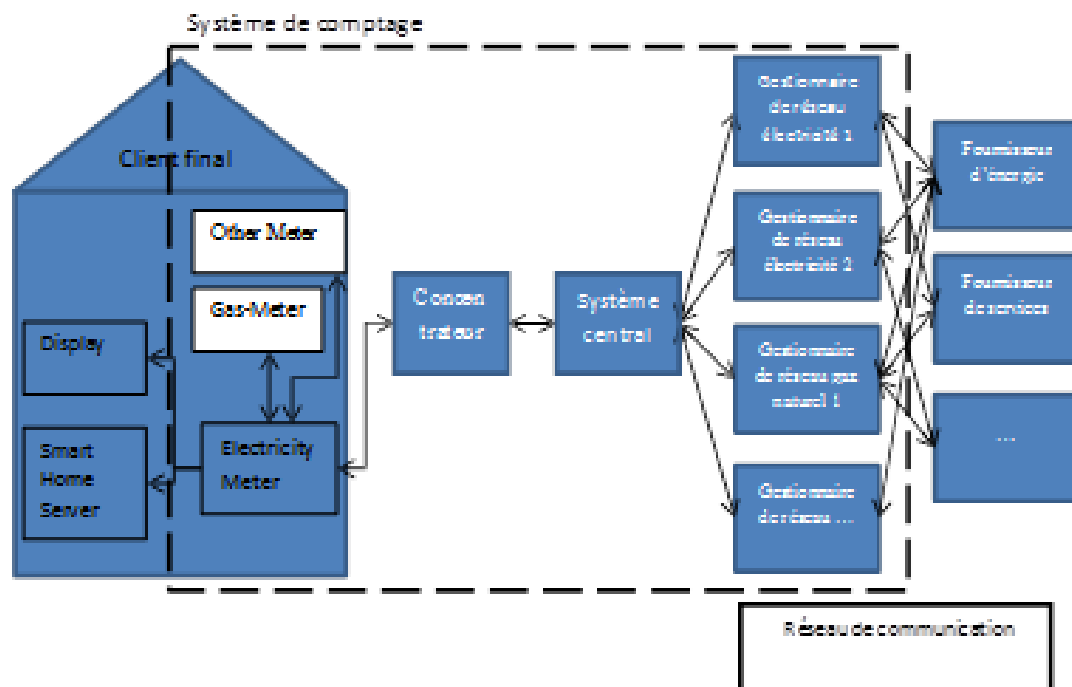 Système de comptage
Client final
Other Meter
Gas-Meter
Display
Smart
Home
Server
Electricity
Meter
Concen
trateur
Système
central
Gestionnaire
de réseau
électricité 1
Gestionnaire
de réseau
électricité 2
Gestionnaire
de réseau gaz
naturel 1
Gestionnaire
de réseau ...
Fournisseur
d'énergie
Fournisseur
de services
...
Réseau de communication